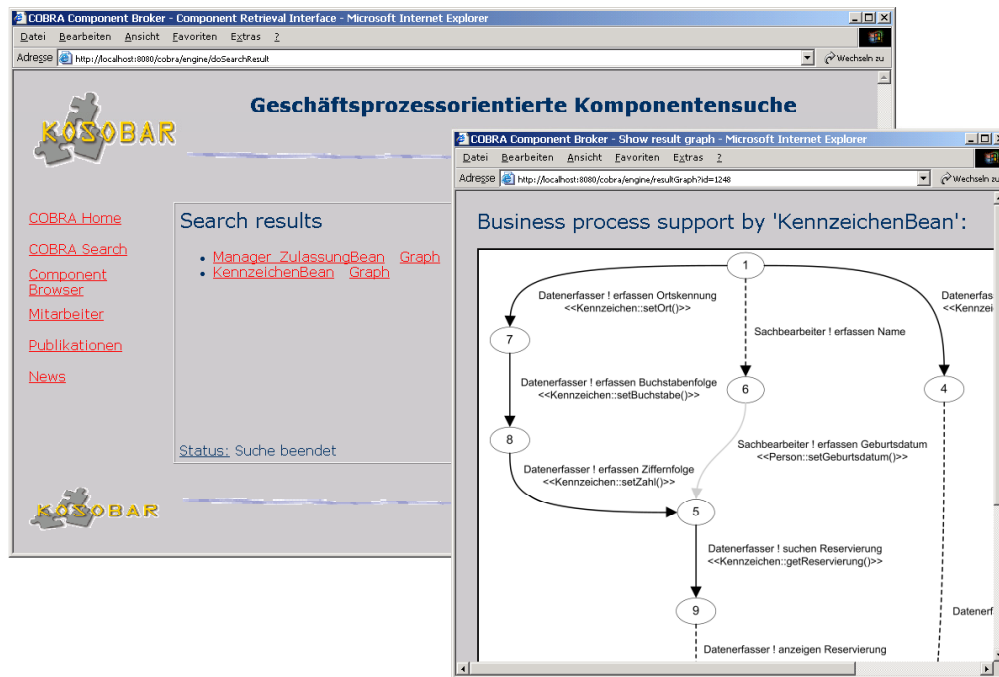 COBRA Component Broker - Component Retrieval Interface - Microsoft Internet Explorer
Datei Bearbeiten Ansicht Favoriten Extras ?
Adresse http://localhost:8080/cobra/engine/doSearchResult Wechseln zu
KOSOBAR
Geschäftsprozessorientierte Komponentensuche
COBRA Home
COBRA Search
Component
Browser
Mitarbeiter
Publikationen
News
Search results
Manager_ZulassungBean Graph
KennzeichenBean Graph
Status: Suche beendet
KOSOBAR
COBRA Component Broker - Show result graph - Microsoft Internet Explorer
Datei Bearbeiten Ansicht Favoriten Extras ?
Adresse http://localhost:8080/cobra/engine/resultGraph?id=1248 Wechseln zu
Business process support by 'KennzeichenBean':
1
Datenerfasser ! erfassen Ortskennung
<<Kennzeichen::setOrt()>>
Datenerfas
<<Kennzei
Sachbearbeiter ! erfassen Name
7
Datenerfasser ! erfassen Buchstabenfolge
<<Kennzeichen::setBuchstabe()>>
6
4
8
Sachbearbeiter ! erfassen Geburtsdatum
<<Person::setGeburtsdatum()>>
Datenerfasser ! erfassen Ziffernfolge
<<Kennzeichen::setZahl()>>
5
Datenerfasser ! suchen Reservierung
<<Kennzeichen::getReservierung()>>
9
Datenerf
Datenerfasser ! anzeigen Reservierung